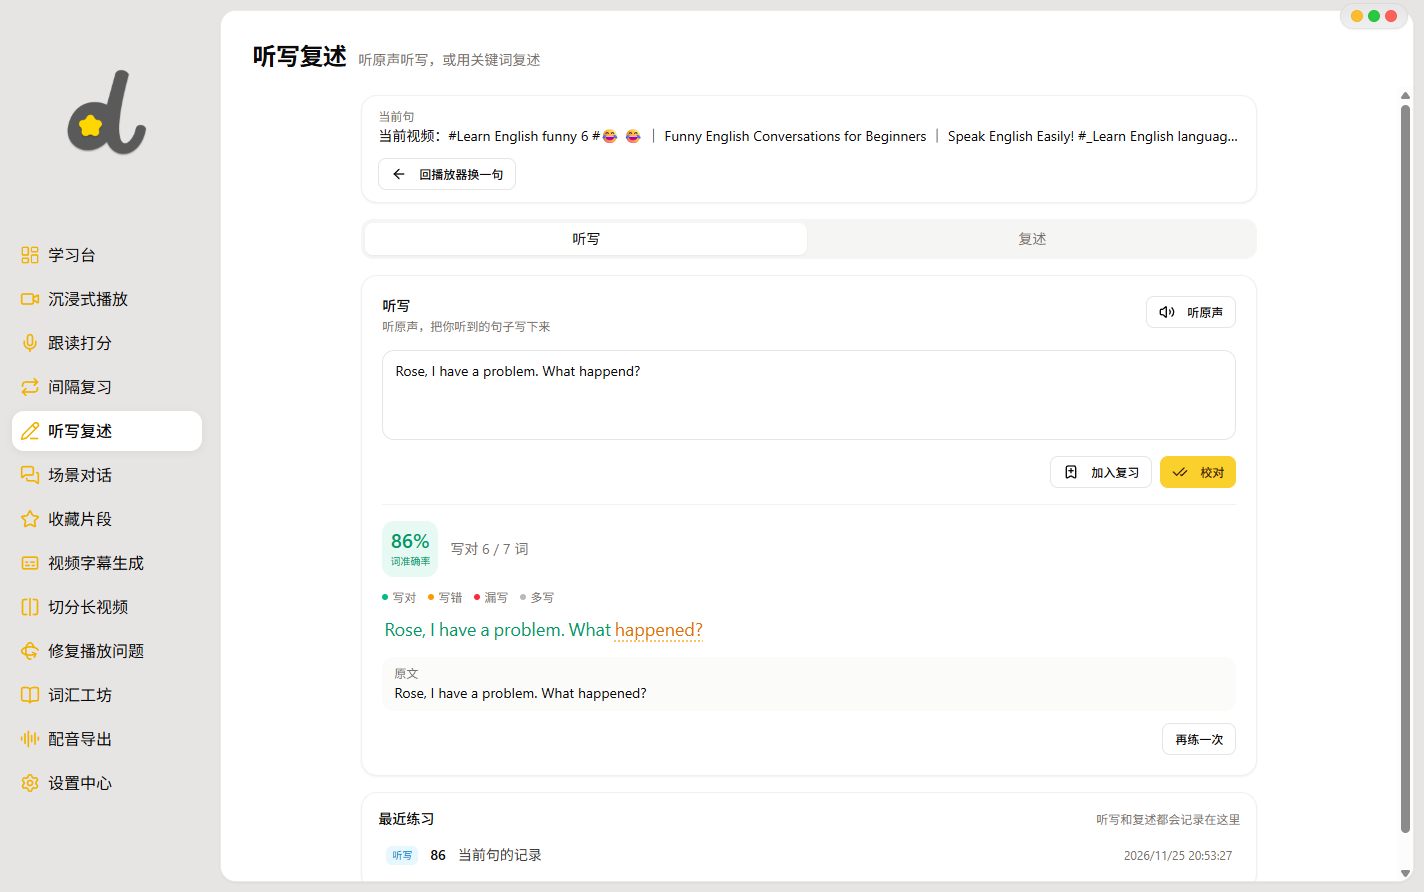 听写复述 听原声听写，或用关键词复述
当前句
当前视频：#Learn English funny 6 #😂 😂 ｜ Funny English Conversations for Beginners ｜ Speak English Easily! #_Learn English languag...
回播放器换一句
听写 复述
听写
听原声，把你听到的句子写下来
听原声
Rose, I have a problem. What happend?
加入复习 校对
86%
词准确率
写对 6 / 7 词
写对 写错 漏写 多写
Rose, I have a problem. What happened?
原文
Rose, I have a problem. What happened?
再练一次
最近练习 听写和复述都会记录在这里
听写 86 当前句的记录 2026/11/25 20:53:27
学习台
沉浸式播放
跟读打分
间隔复习
听写复述
场景对话
收藏片段
视频字幕生成
切分长视频
修复播放问题
词汇工坊
配音导出
设置中心